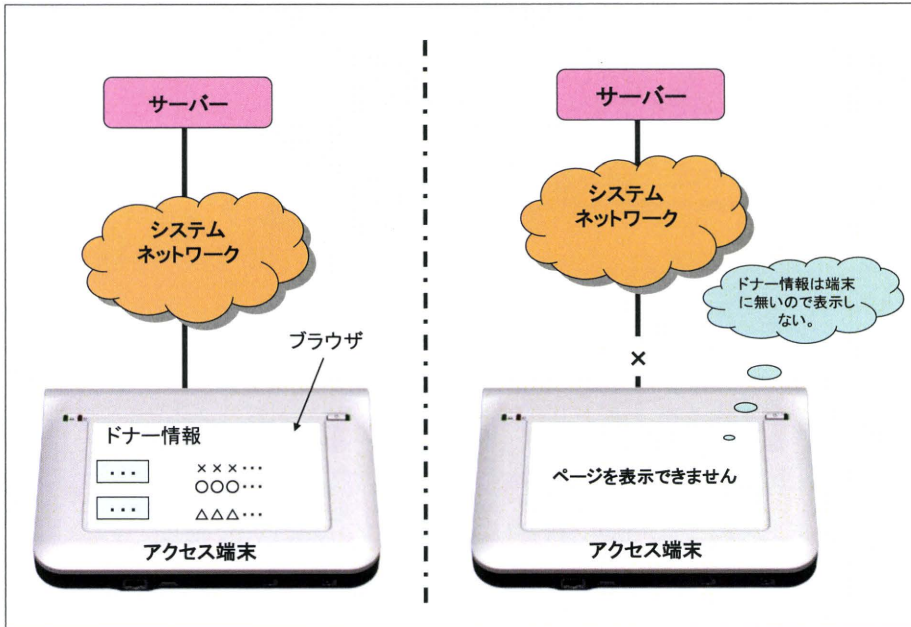 サーバー
システム
ネットワーク
ブラウザ
ドナー情報
・・・
×××・・・
○○○・・・
・・・
△△△・・・
アクセス端末
サーバー
システム
ネットワーク
ドナー情報は端末
に無いので表示し
ない。
×
ページを表示できません
アクセス端末